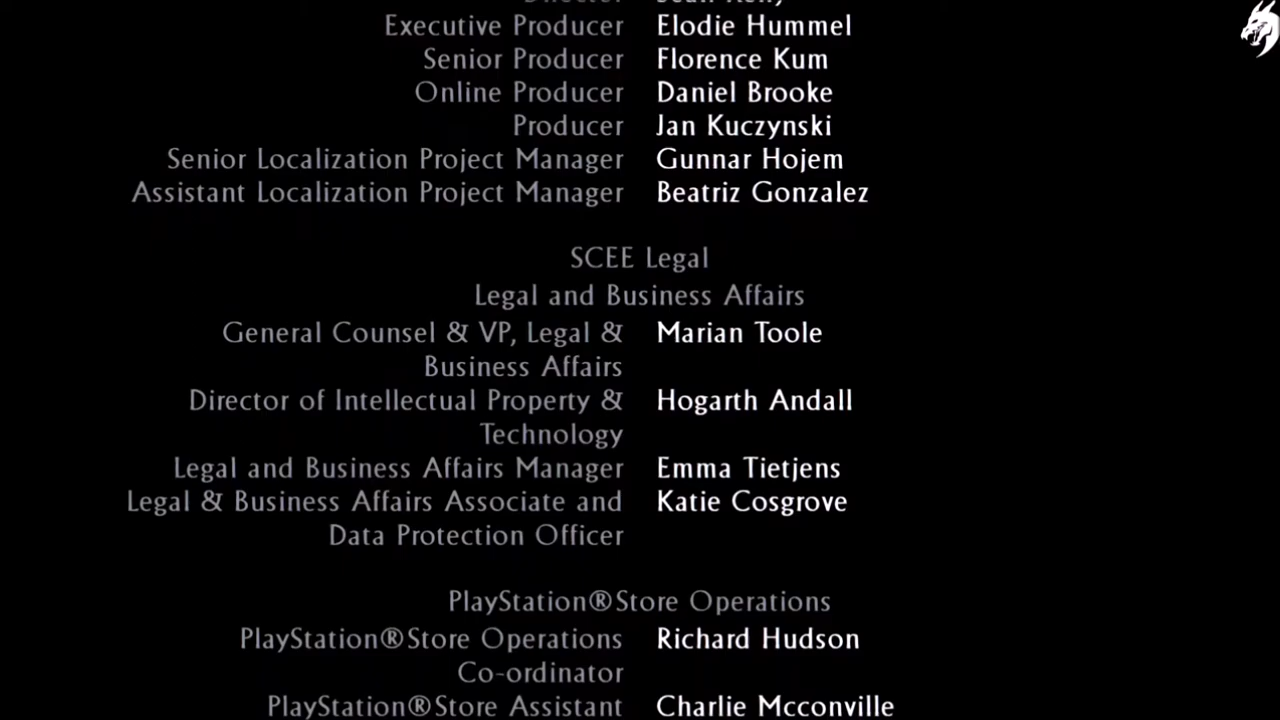 Executive Producer Elodie Hummel
Senior Producer Florence Kum
Online Producer Daniel Brooke
Producer Jan Kuczynski
Senior Localization Project Manager Gunnar Hojem
Assistant Localization Project Manager Beatriz Gonzalez
SCEE Legal
Legal and Business Affairs
General Counsel & VP, Legal & Marian Toole
Business Affairs
Director of Intellectual Property & Hogarth Andall
Technology
Legal and Business Affairs Manager Emma Tietjens
Legal & Business Affairs Associate and Katie Cosgrove
Data Protection Officer
PlayStation®Store Operations
PlayStation®Store Operations Richard Hudson
Co-ordinator
PlayStation®Store Assistant Charlie Mcconville